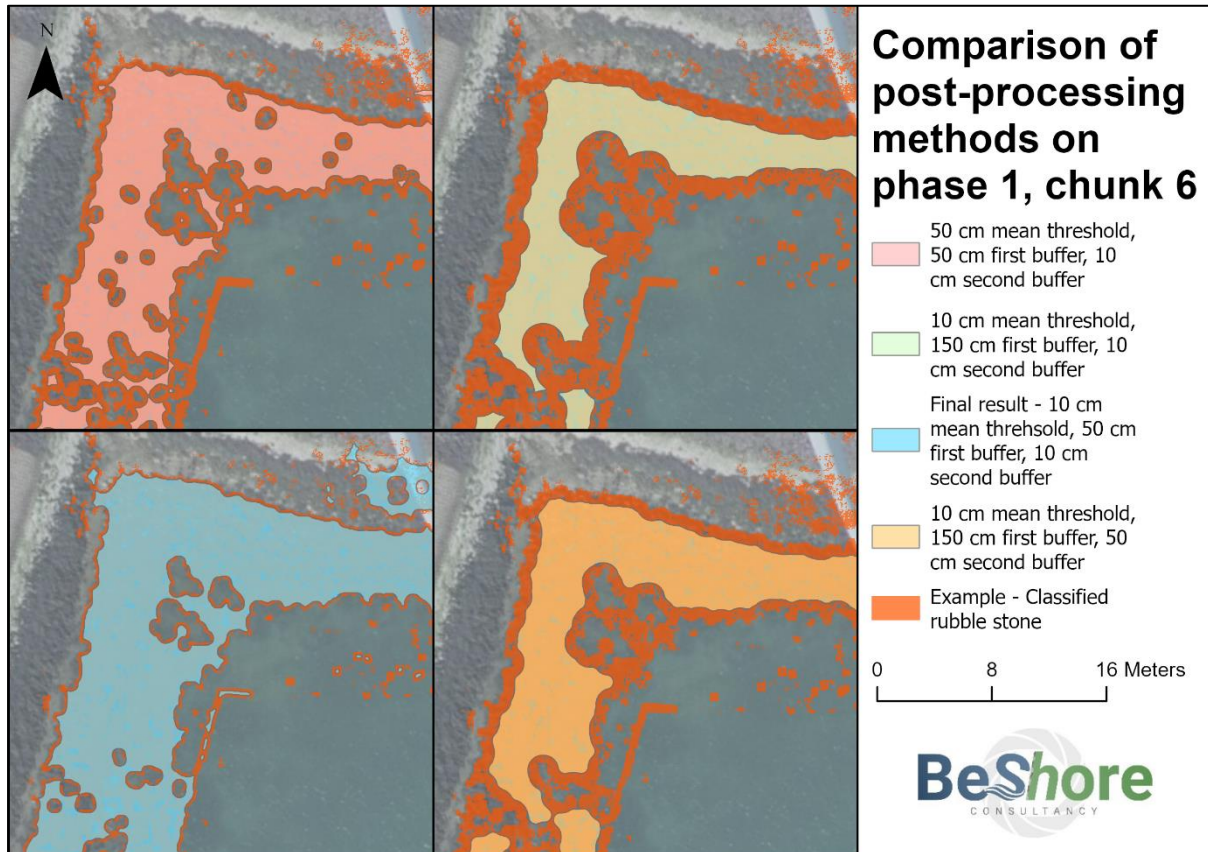 N
Comparison of
post-processing
methods on
phase 1, chunk 6
50 cm mean threshold,
50 cm first buffer, 10
cm second buffer
10 cm mean threshold,
150 cm first buffer, 10
cm second buffer
Final result - 10 cm
mean threhsold, 50 cm
first buffer, 10 cm
second buffer
10 cm mean threshold,
150 cm first buffer, 50
cm second buffer
Example - Classified
rubble stone
0 8 16 Meters
BeShore
CONSULTANCY